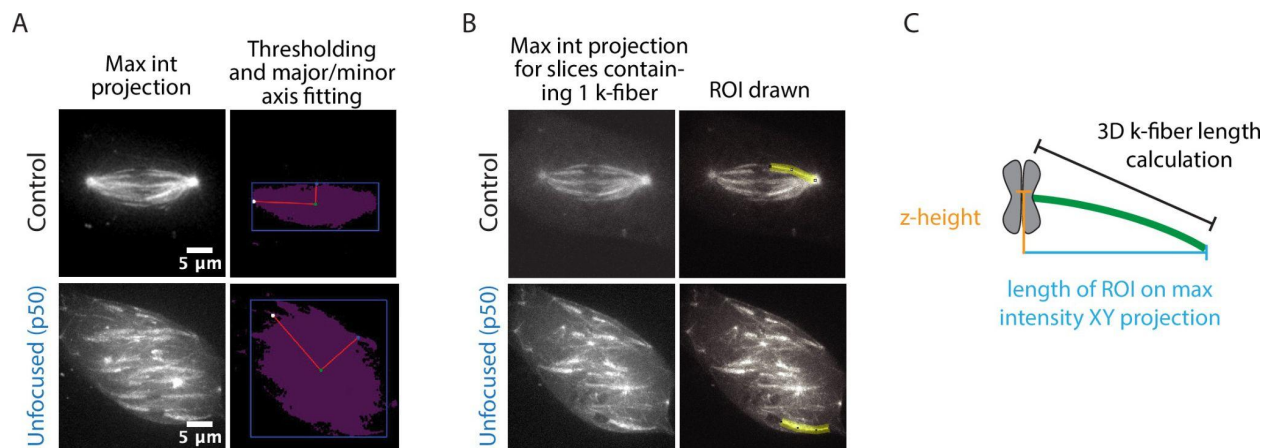 A
Max int
projection
Thresholding
and major/minor
axis fitting
Control
5 μm
Unfocused (p50)
5 μm
B
Max int projection
for slices contain-
ing 1 k-fiber
ROI drawn
Control
Unfocused (p50)
C
3D k-fiber length
calculation
z-height
length of ROI on max
intensity XY projection